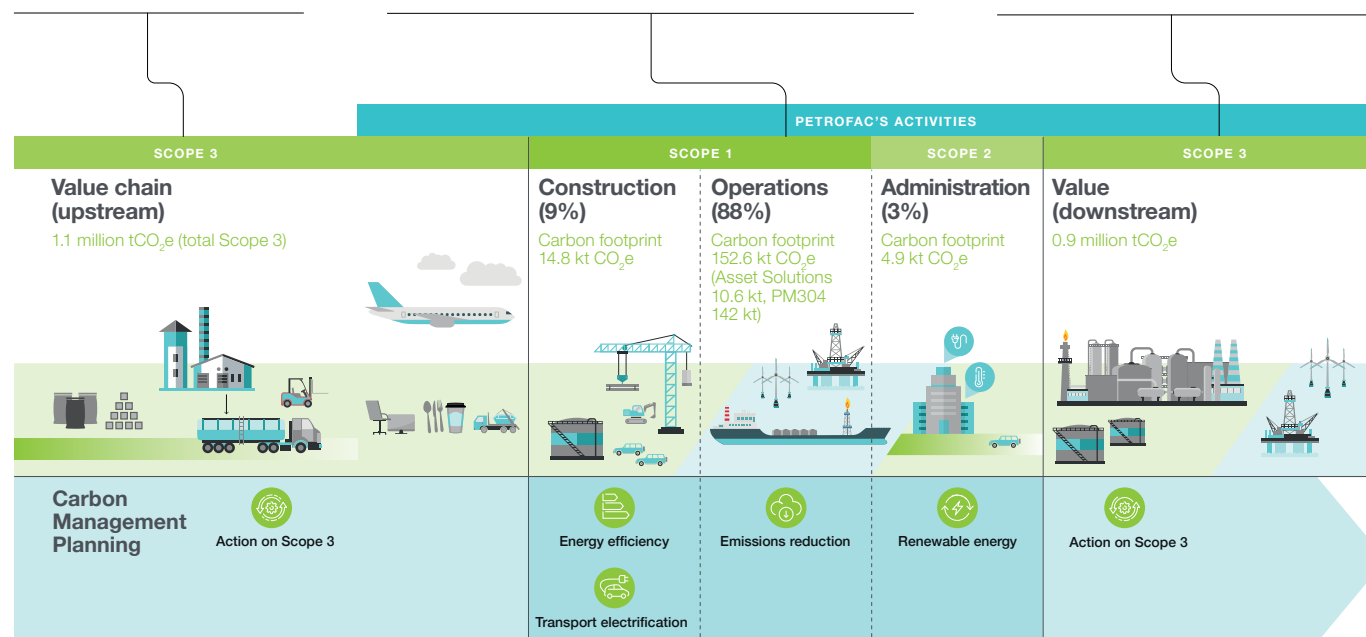 PETROFAC'S ACTIVITIES
SCOPE 3
SCOPE 1
SCOPE 2
SCOPE 3
Value chain
(upstream)
1.1 million tCO₂e (total Scope 3)
Construction
(9%)
Carbon footprint
14.8 kt CO₂e
Operations
(88%)
Carbon footprint
152.6 kt CO₂e
(Asset Solutions
10.6 kt, PM304
142 kt)
Administration
(3%)
Carbon footprint
4.9 kt CO₂e
Value
(downstream)
0.9 million tCO₂e
Carbon
Management
Planning
Action on Scope 3
Energy efficiency
Transport electrification
Emissions reduction
Renewable energy
Action on Scope 3